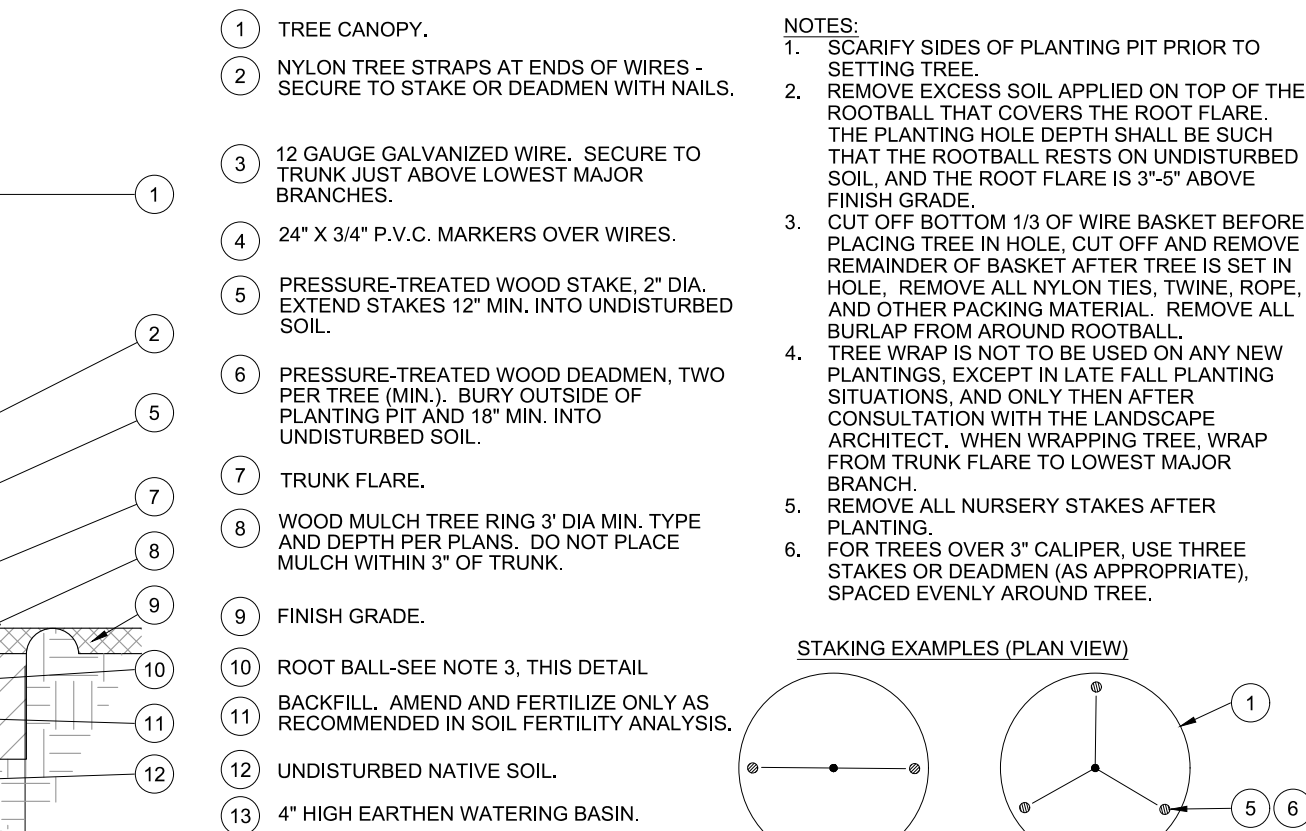 1 TREE CANOPY.
2 NYLON TREE STRAPS AT ENDS OF WIRES -
SECURE TO STAKE OR DEADMEN WITH NAILS.
3 12 GAUGE GALVANIZED WIRE. SECURE TO
TRUNK JUST ABOVE LOWEST MAJOR
BRANCHES.
4 24" X 3/4" P.V.C. MARKERS OVER WIRES.
5 PRESSURE-TREATED WOOD STAKE, 2" DIA.
EXTEND STAKES 12" MIN. INTO UNDISTURBED
SOIL.
6 PRESSURE-TREATED WOOD DEADMEN, TWO
PER TREE (MIN.). BURY OUTSIDE OF
PLANTING PIT AND 18" MIN. INTO
UNDISTURBED SOIL.
7 TRUNK FLARE.
8 WOOD MULCH TREE RING 3' DIA MIN. TYPE
AND DEPTH PER PLANS. DO NOT PLACE
MULCH WITHIN 3" OF TRUNK.
9 FINISH GRADE.
10 ROOT BALL-SEE NOTE 3, THIS DETAIL
11 BACKFILL. AMEND AND FERTILIZE ONLY AS
RECOMMENDED IN SOIL FERTILITY ANALYSIS.
12 UNDISTURBED NATIVE SOIL.
13 4" HIGH EARTHEN WATERING BASIN.
1
2
5
7
8
9
10
11
12
NOTES:
1. SCARIFY SIDES OF PLANTING PIT PRIOR TO
SETTING TREE.
2. REMOVE EXCESS SOIL APPLIED ON TOP OF THE
ROOTBALL THAT COVERS THE ROOT FLARE.
THE PLANTING HOLE DEPTH SHALL BE SUCH
THAT THE ROOTBALL RESTS ON UNDISTURBED
SOIL, AND THE ROOT FLARE IS 3"-5" ABOVE
FINISH GRADE.
3. CUT OFF BOTTOM 1/3 OF WIRE BASKET BEFORE
PLACING TREE IN HOLE, CUT OFF AND REMOVE
REMAINDER OF BASKET AFTER TREE IS SET IN
HOLE, REMOVE ALL NYLON TIES, TWINE, ROPE,
AND OTHER PACKING MATERIAL. REMOVE ALL
BURLAP FROM AROUND ROOTBALL.
4. TREE WRAP IS NOT TO BE USED ON ANY NEW
PLANTINGS, EXCEPT IN LATE FALL PLANTING
SITUATIONS, AND ONLY THEN AFTER
CONSULTATION WITH THE LANDSCAPE
ARCHITECT. WHEN WRAPPING TREE, WRAP
FROM TRUNK FLARE TO LOWEST MAJOR
BRANCH.
5. REMOVE ALL NURSERY STAKES AFTER
PLANTING.
6. FOR TREES OVER 3" CALIPER, USE THREE
STAKES OR DEADMEN (AS APPROPRIATE),
SPACED EVENLY AROUND TREE.
STAKING EXAMPLES (PLAN VIEW)
1
5 6